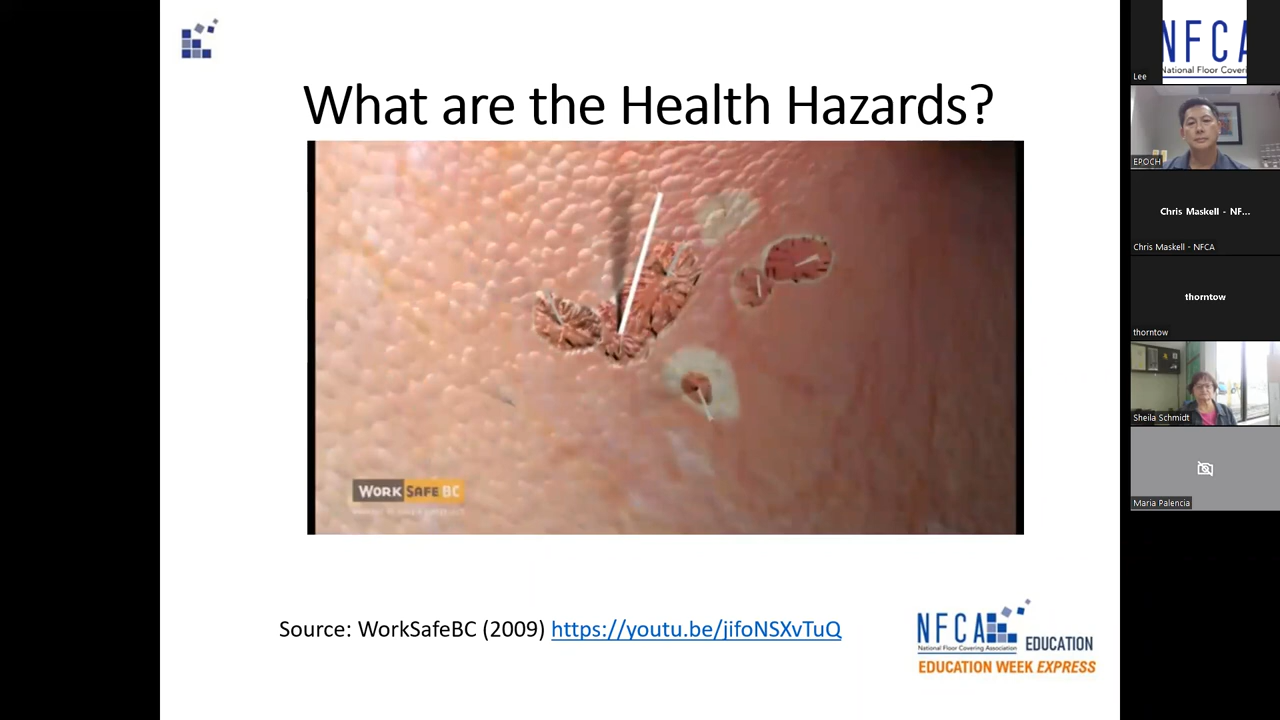 What are the Health Hazards?
WORK SAFE BC
Source: WorkSafeBC (2009) https://youtu.be/jifoNSXvTuQ
NFCA
National Floor Covering Association
EDUCATION
EDUCATION WEEK EXPRESS
NFCA
National Floor Coveri
Lee
EPOCH
Chris Maskell - NF...
Chris Maskell - NFCA
thorntow
thorntow
Sheila Schmidt
Maria Palencia